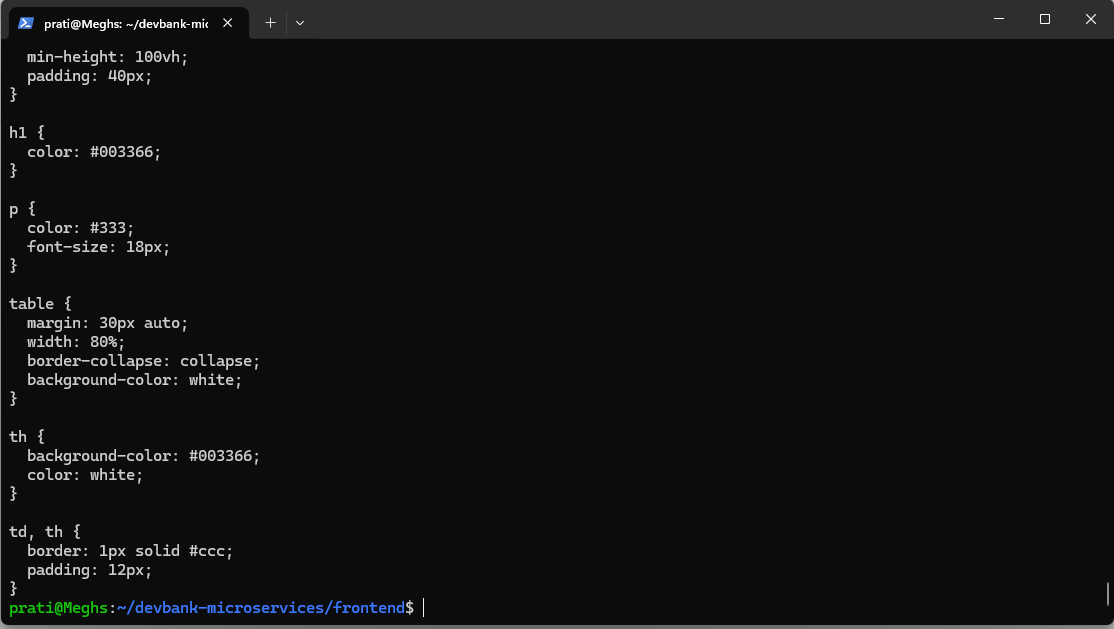 prati@Meghs: ~/devbank-mic
  min-height: 100vh;
  padding: 40px;
}
h1 {
  color: #003366;
}
p {
  color: #333;
  font-size: 18px;
}
table {
  margin: 30px auto;
  width: 80%;
  border-collapse: collapse;
  background-color: white;
}
th {
  background-color: #003366;
  color: white;
}
td, th {
  border: 1px solid #ccc;
  padding: 12px;
}
prati@Meghs:~/devbank-microservices/frontend$